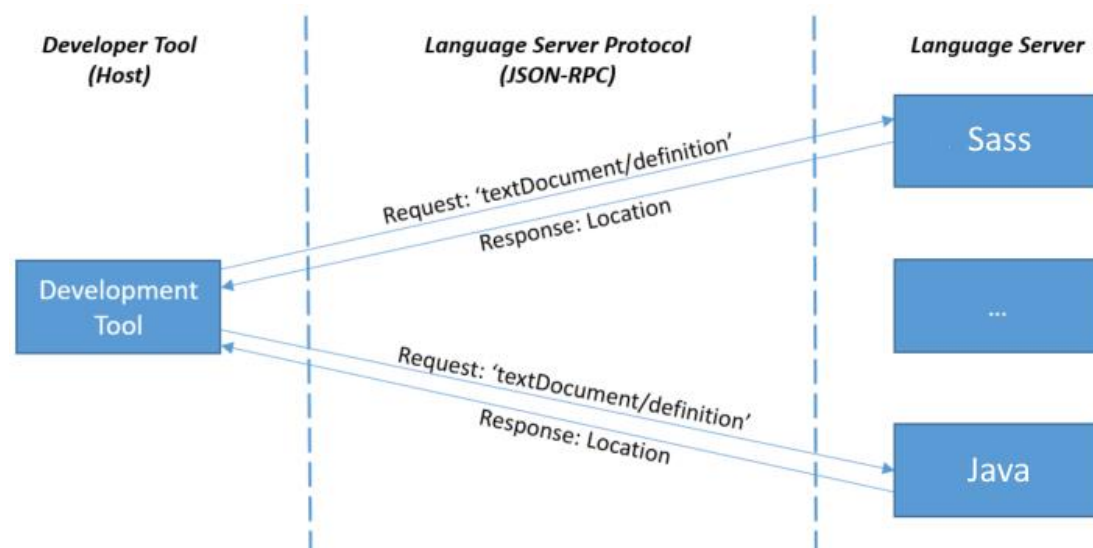 Developer Tool
(Host)
Language Server Protocol
(JSON-RPC)
Language Server
Sass
Request: ‘textDocument/definition’
Response: Location
Development
Tool
...
Request: ‘textDocument/definition’
Response: Location
Java